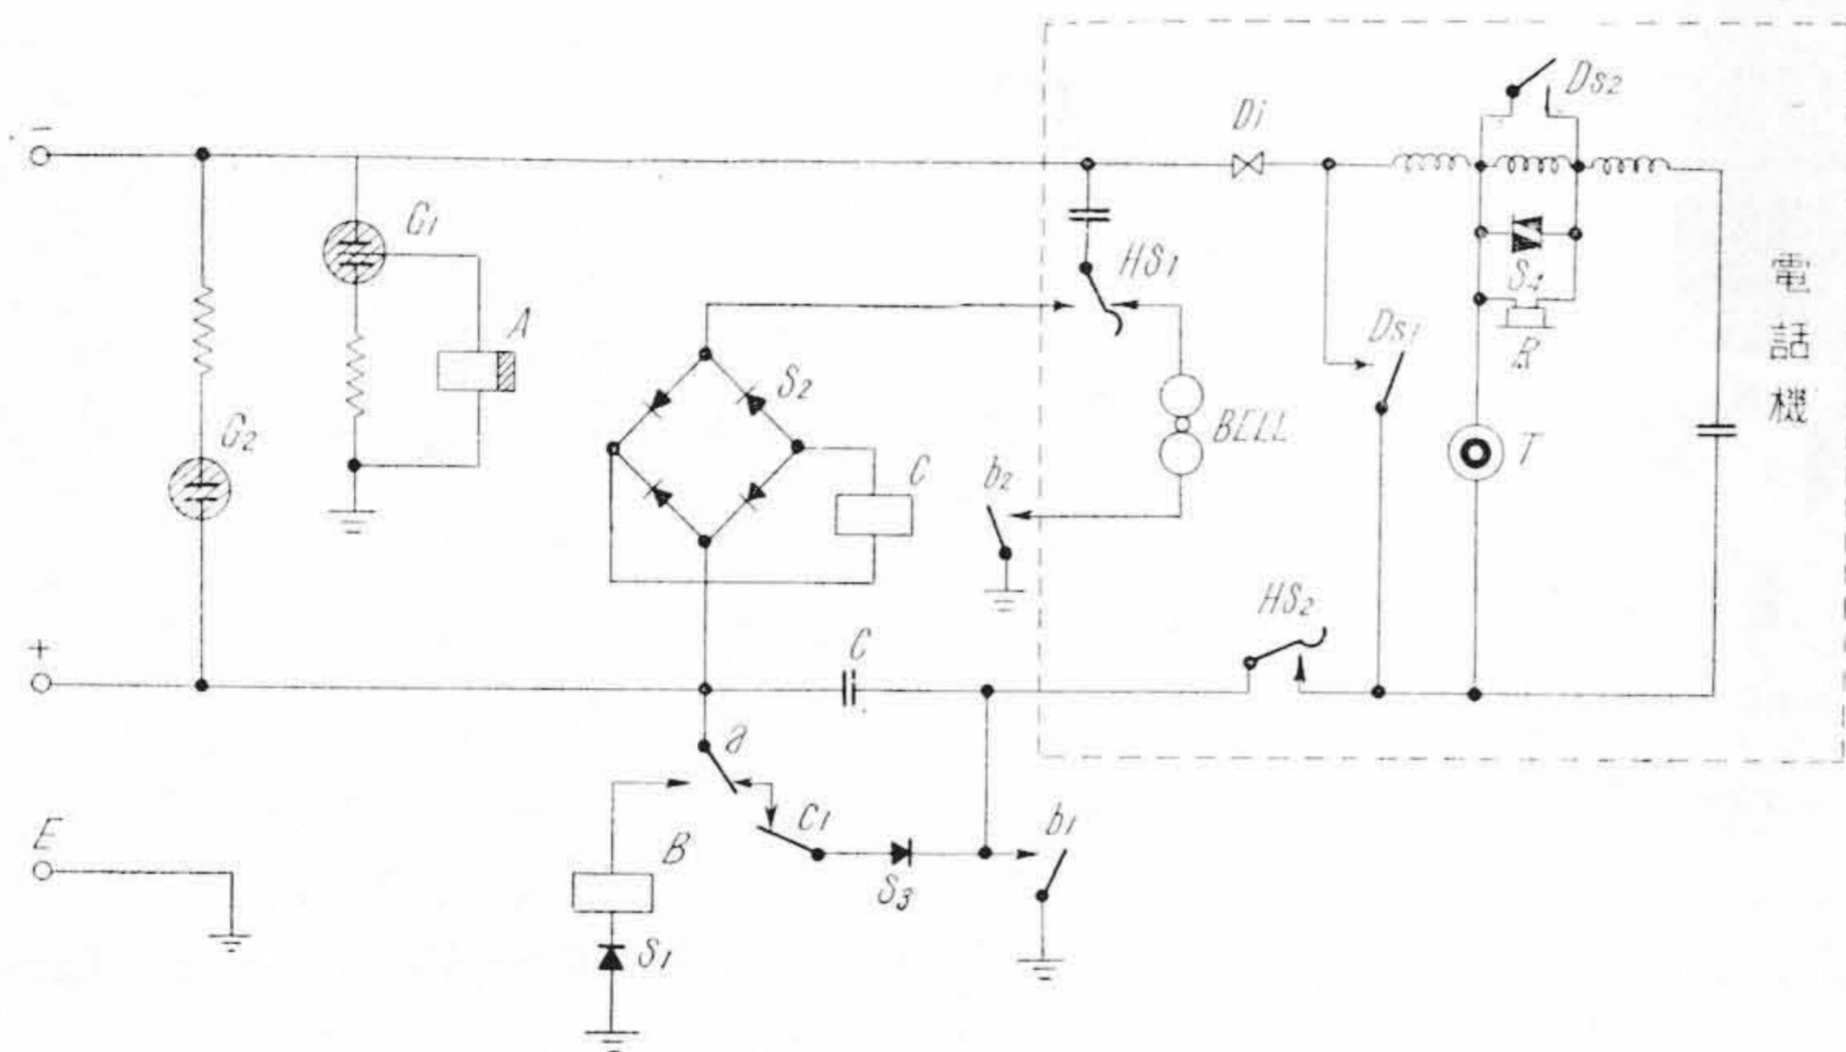 Ds2
Di
−
G1
HS1
電話機
S4
A
Ds1
R
S2
G2
BELL
T
C
b2
HS2
+
C
a
c1
b1
E
B
S3
S1